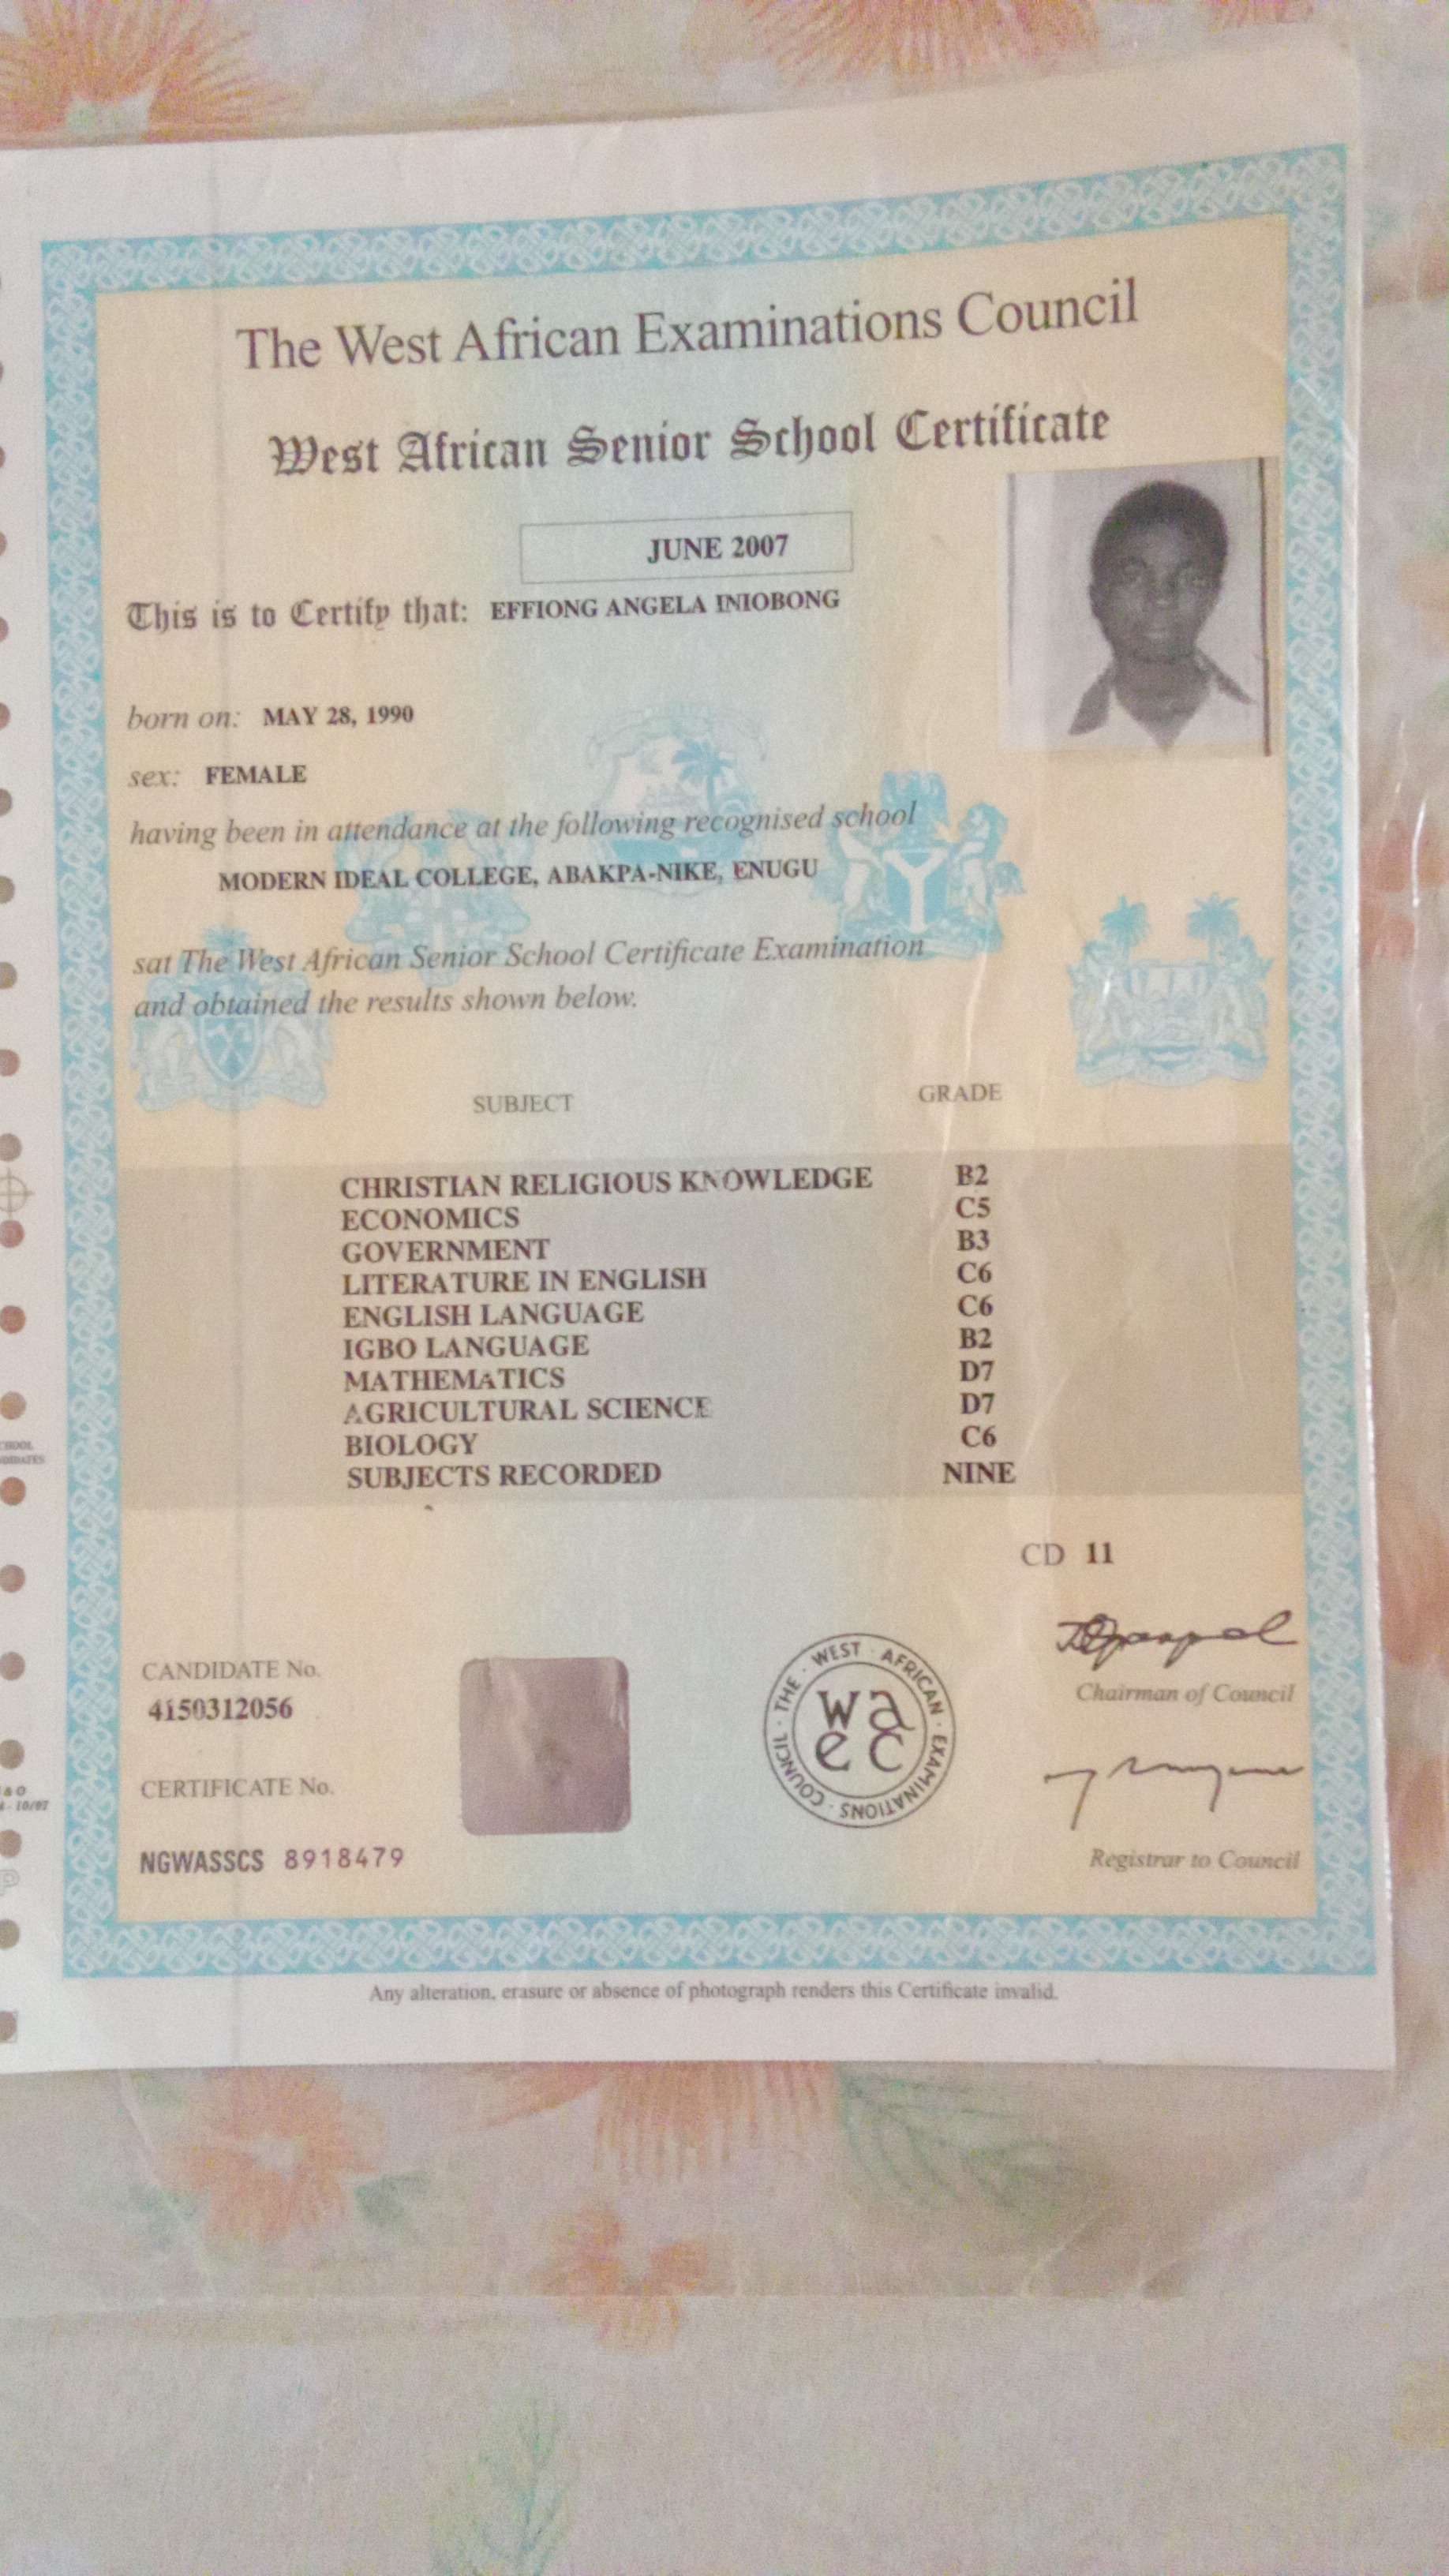 The West African Examinations Council
West African Senior School Certificate
JUNE 2007
This is to Certify that: EFFIONG ANGELA INIOBONG
born on: MAY 28, 1990
sex: FEMALE
having been in attendance at the following recognised school
MODERN IDEAL COLLEGE, ABAKPA-NIKE, ENUGU
sat The West African Senior School Certificate Examination
and obtained the results shown below.
SUBJECT GRADE
CHRISTIAN RELIGIOUS KNOWLEDGE B2
ECONOMICS C5
GOVERNMENT B3
LITERATURE IN ENGLISH C6
ENGLISH LANGUAGE C6
IGBO LANGUAGE B2
MATHEMATICS D7
AGRICULTURAL SCIENCE D7
BIOLOGY C6
SUBJECTS RECORDED NINE
CD 11
CANDIDATE No.
4150312056
CERTIFICATE No.
NGWASSCS 8918479
THE · WEST · AFRICAN · EXAMINATIONS · COUNCIL
waec
Chairman of Council
Registrar to Council
Any alteration, erasure or absence of photograph renders this Certificate invalid.